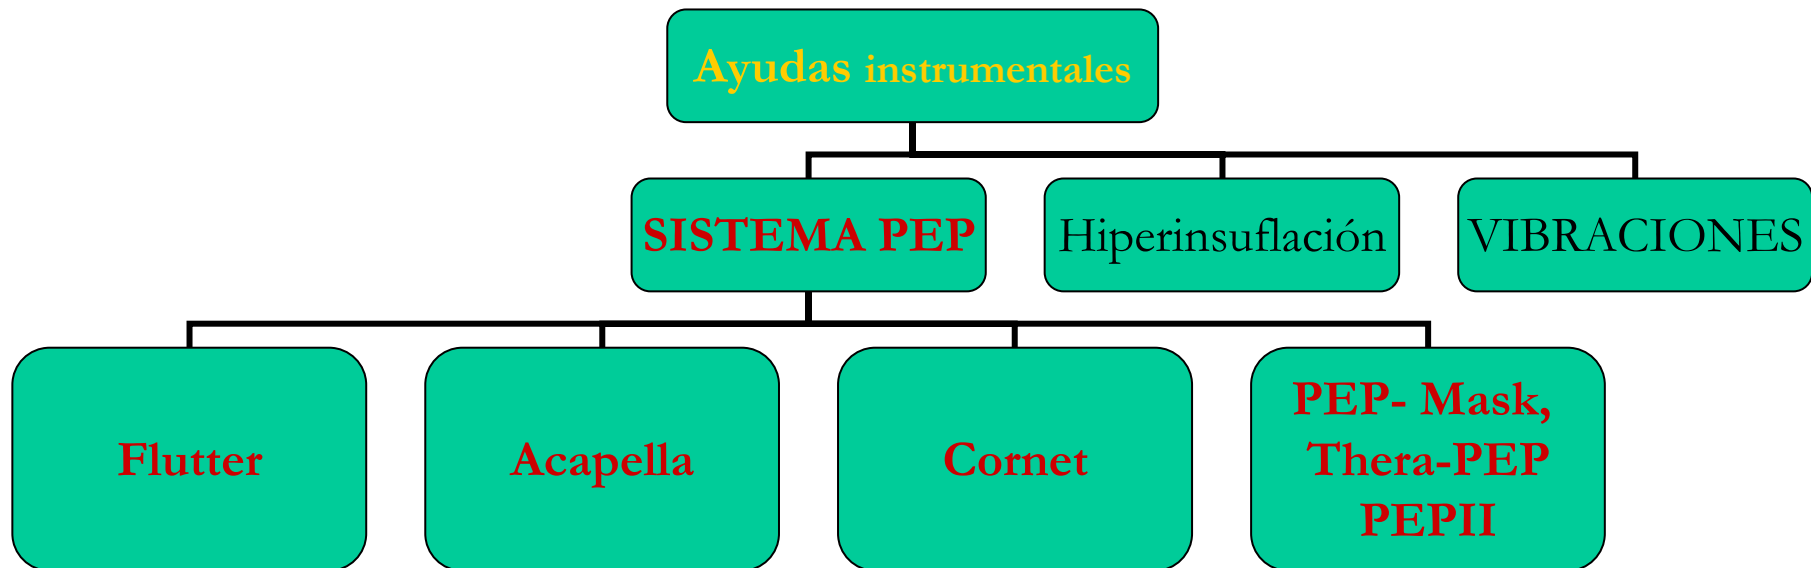 Ayudas instrumentales
SISTEMA PEP
Hiperinsuflación
VIBRACIONES
Flutter
Acapella
Cornet
PEP- Mask,
Thera-PEP
PEPII